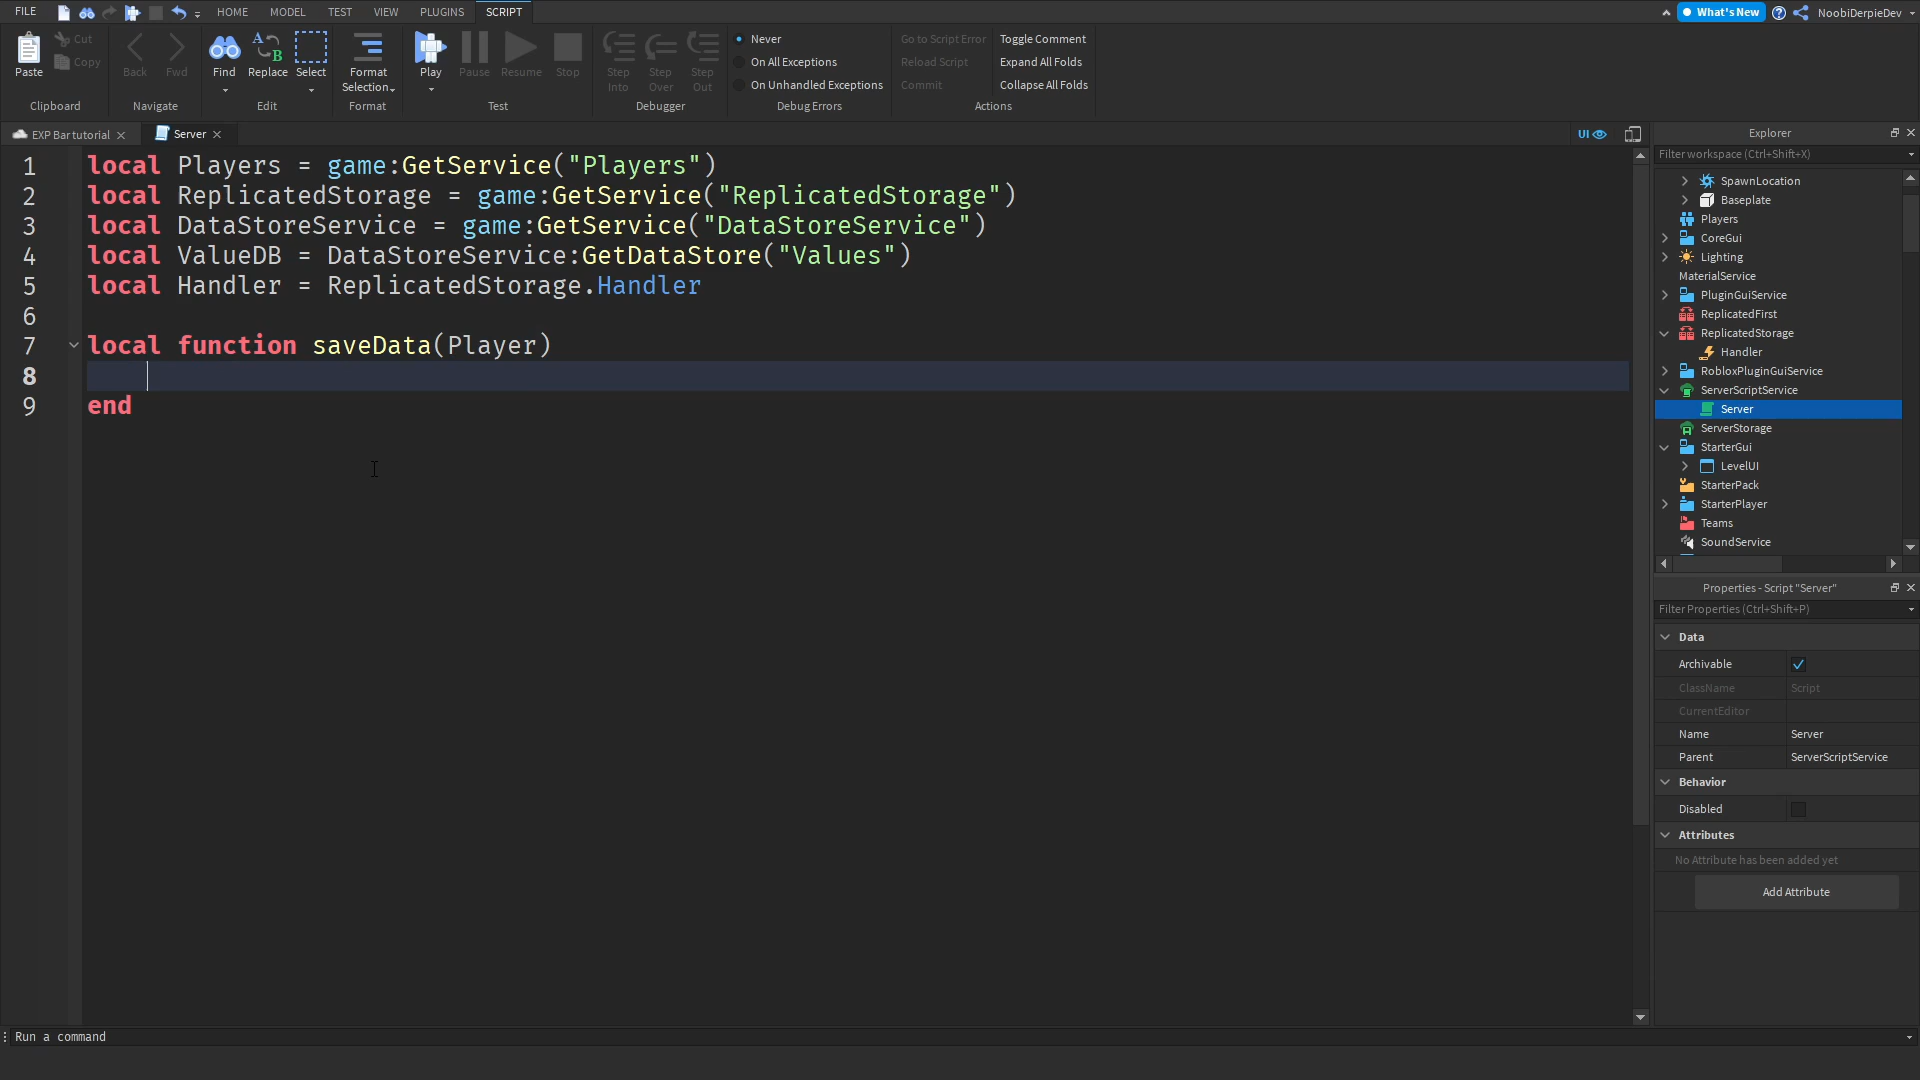 FILE HOME MODEL TEST VIEW PLUGINS SCRIPT What's New NoobiDerpieDev
Paste Cut Copy Back Fwd Find Replace Select Format Selection Play Pause Resume Stop Step Into Step Over Step Out
Never Go to Script Error Toggle Comment
On All Exceptions Reload Script Expand All Folds
On Unhandled Exceptions Commit Collapse All Folds
Clipboard Navigate Edit Format Test Debugger Debug Errors Actions
EXP Bar tutorial Server UI
1 local Players = game:GetService("Players")
2 local ReplicatedStorage = game:GetService("ReplicatedStorage")
3 local DataStoreService = game:GetService("DataStoreService")
4 local ValueDB = DataStoreService:GetDataStore("Values")
5 local Handler = ReplicatedStorage.Handler
6
7 local function saveData(Player)
8
9 end
Explorer
Filter workspace (Ctrl+Shift+X)
SpawnLocation
Baseplate
Players
CoreGui
Lighting
MaterialService
PluginGuiService
ReplicatedFirst
ReplicatedStorage
Handler
RobloxPluginGuiService
ServerScriptService
Server
ServerStorage
StarterGui
LevelUI
StarterPack
StarterPlayer
Teams
SoundService
Properties - Script "Server"
Filter Properties (Ctrl+Shift+P)
Data
Archivable
ClassName Script
CurrentEditor
Name Server
Parent ServerScriptService
Behavior
Disabled
Attributes
No Attribute has been added yet
Add Attribute
Run a command